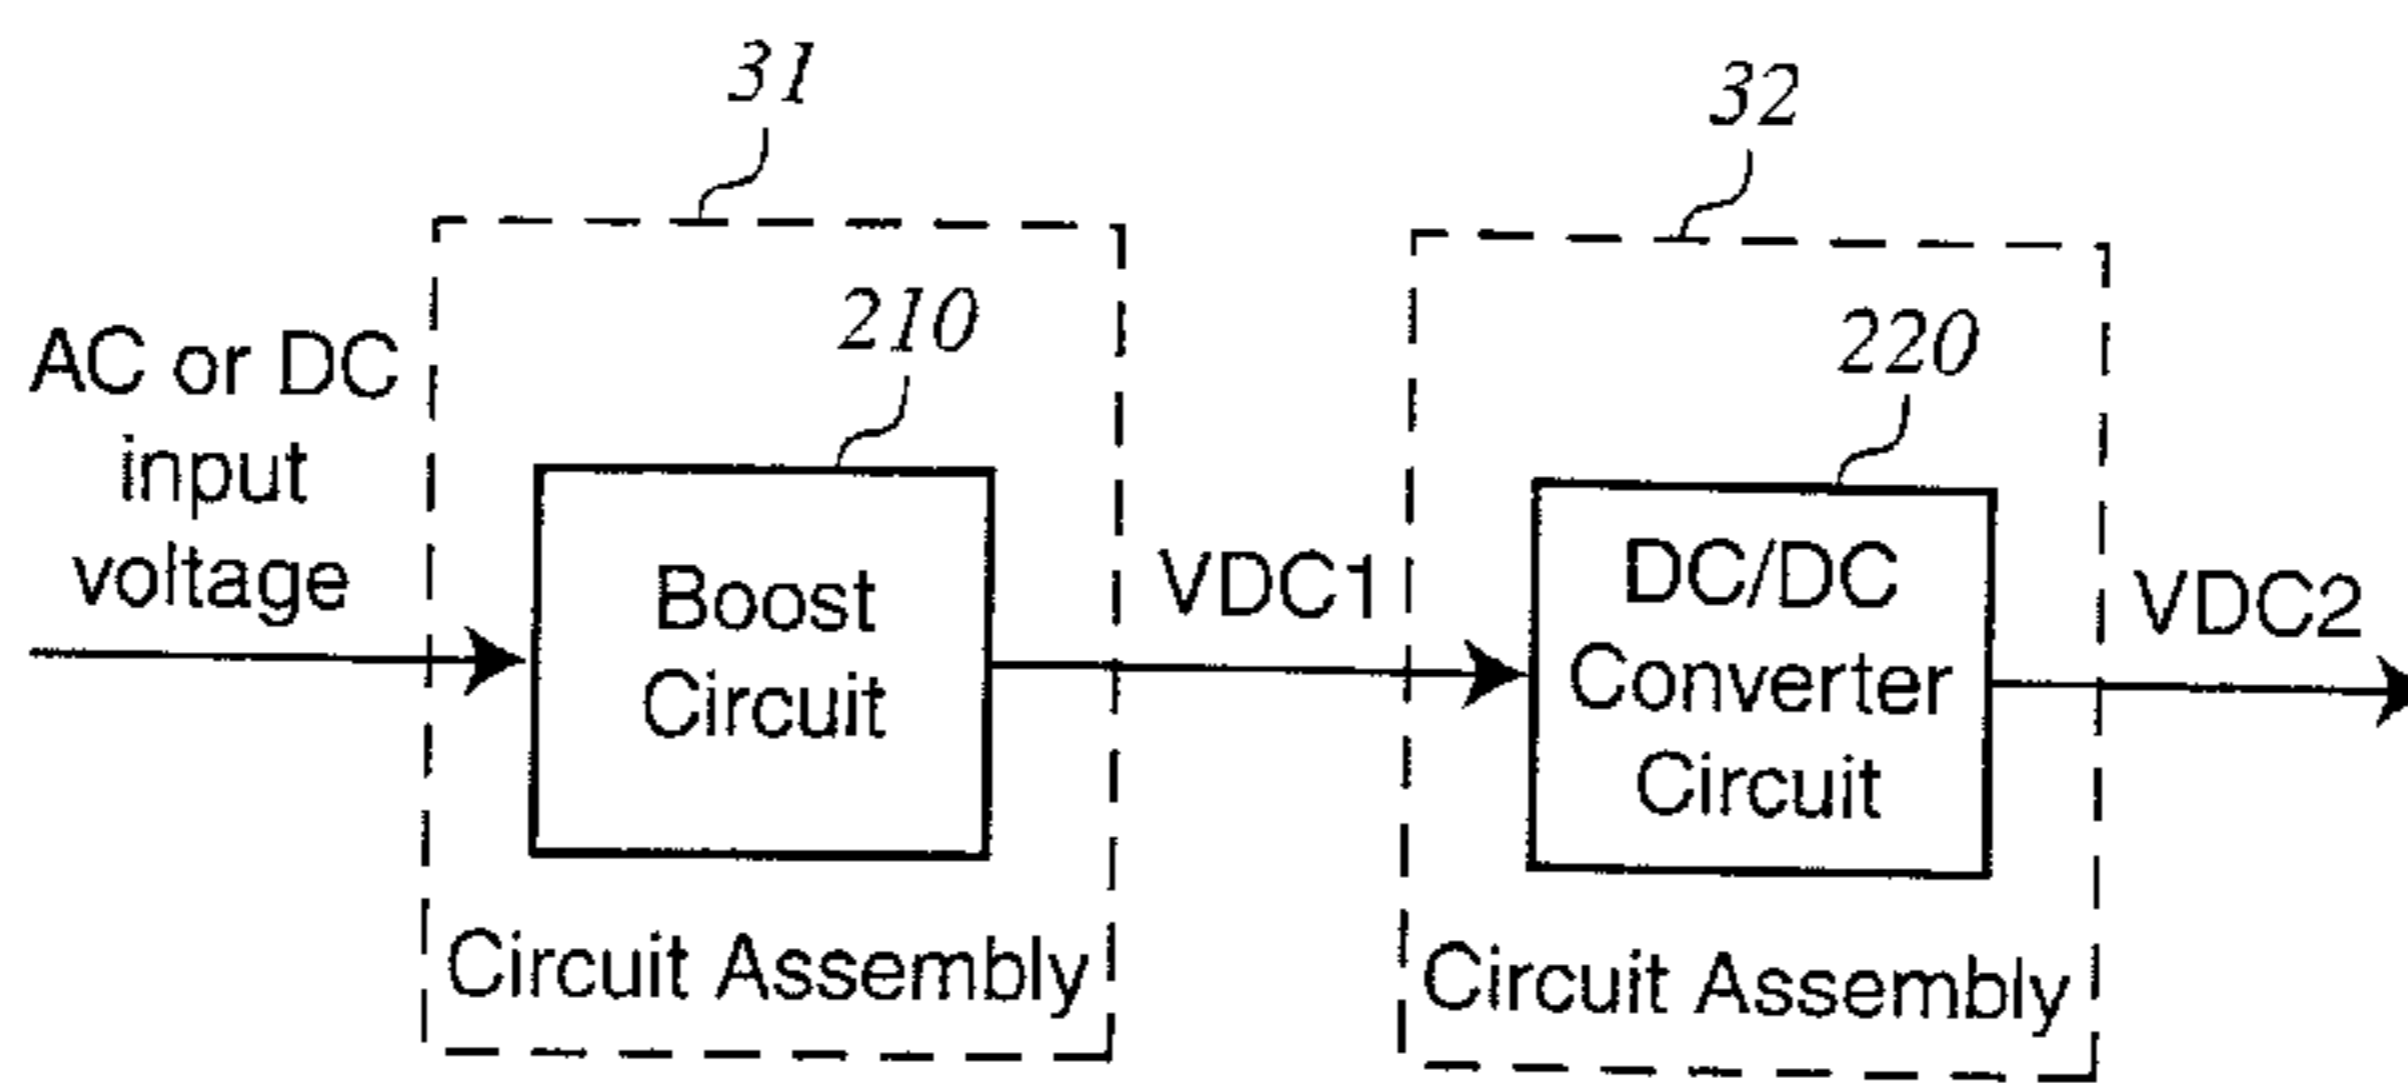 31
32
210
220
AC or DC
input
voltage
Boost
Circuit
VDC1
DC/DC
Converter
Circuit
VDC2
Circuit Assembly
Circuit Assembly